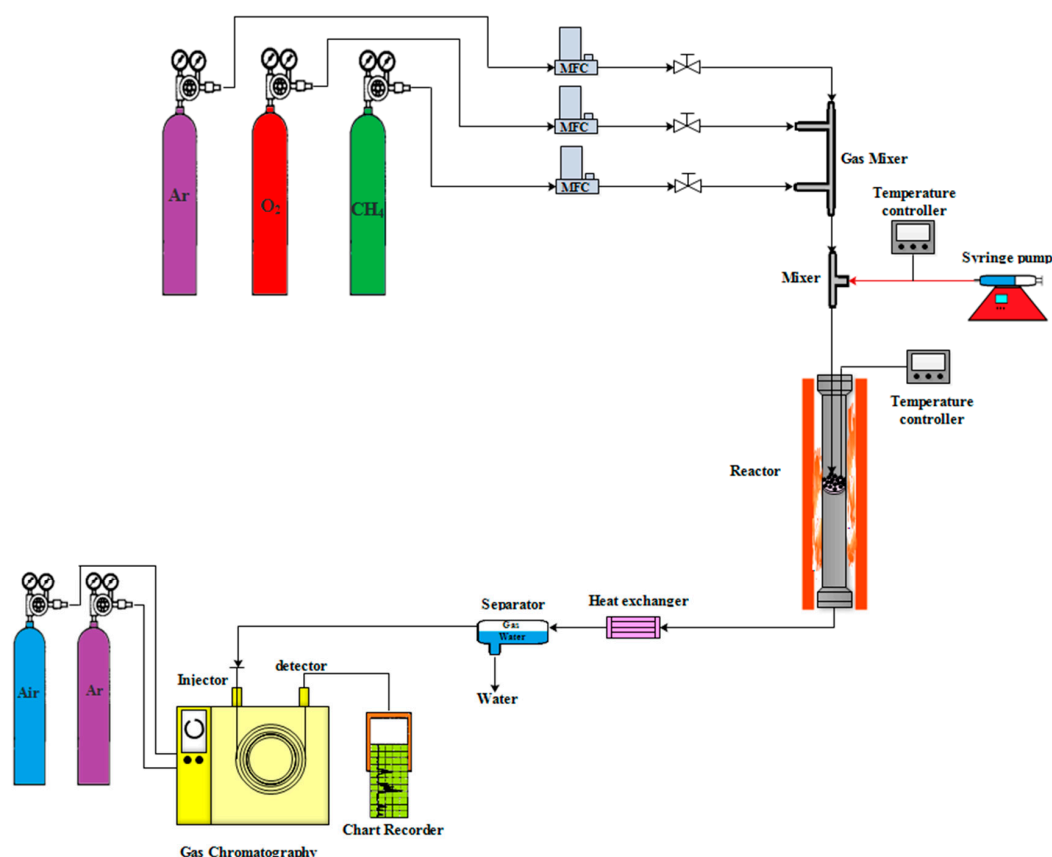 MFC
MFC
MFC
Ar
O₂
CH₄
Gas Mixer
Temperature
controller
Syringe pump
Mixer
Temperature
controller
Reactor
Heat exchanger
Separator
Gas
Water
Water
Injector
detector
Air
Ar
Chart Recorder
Gas Chromatography